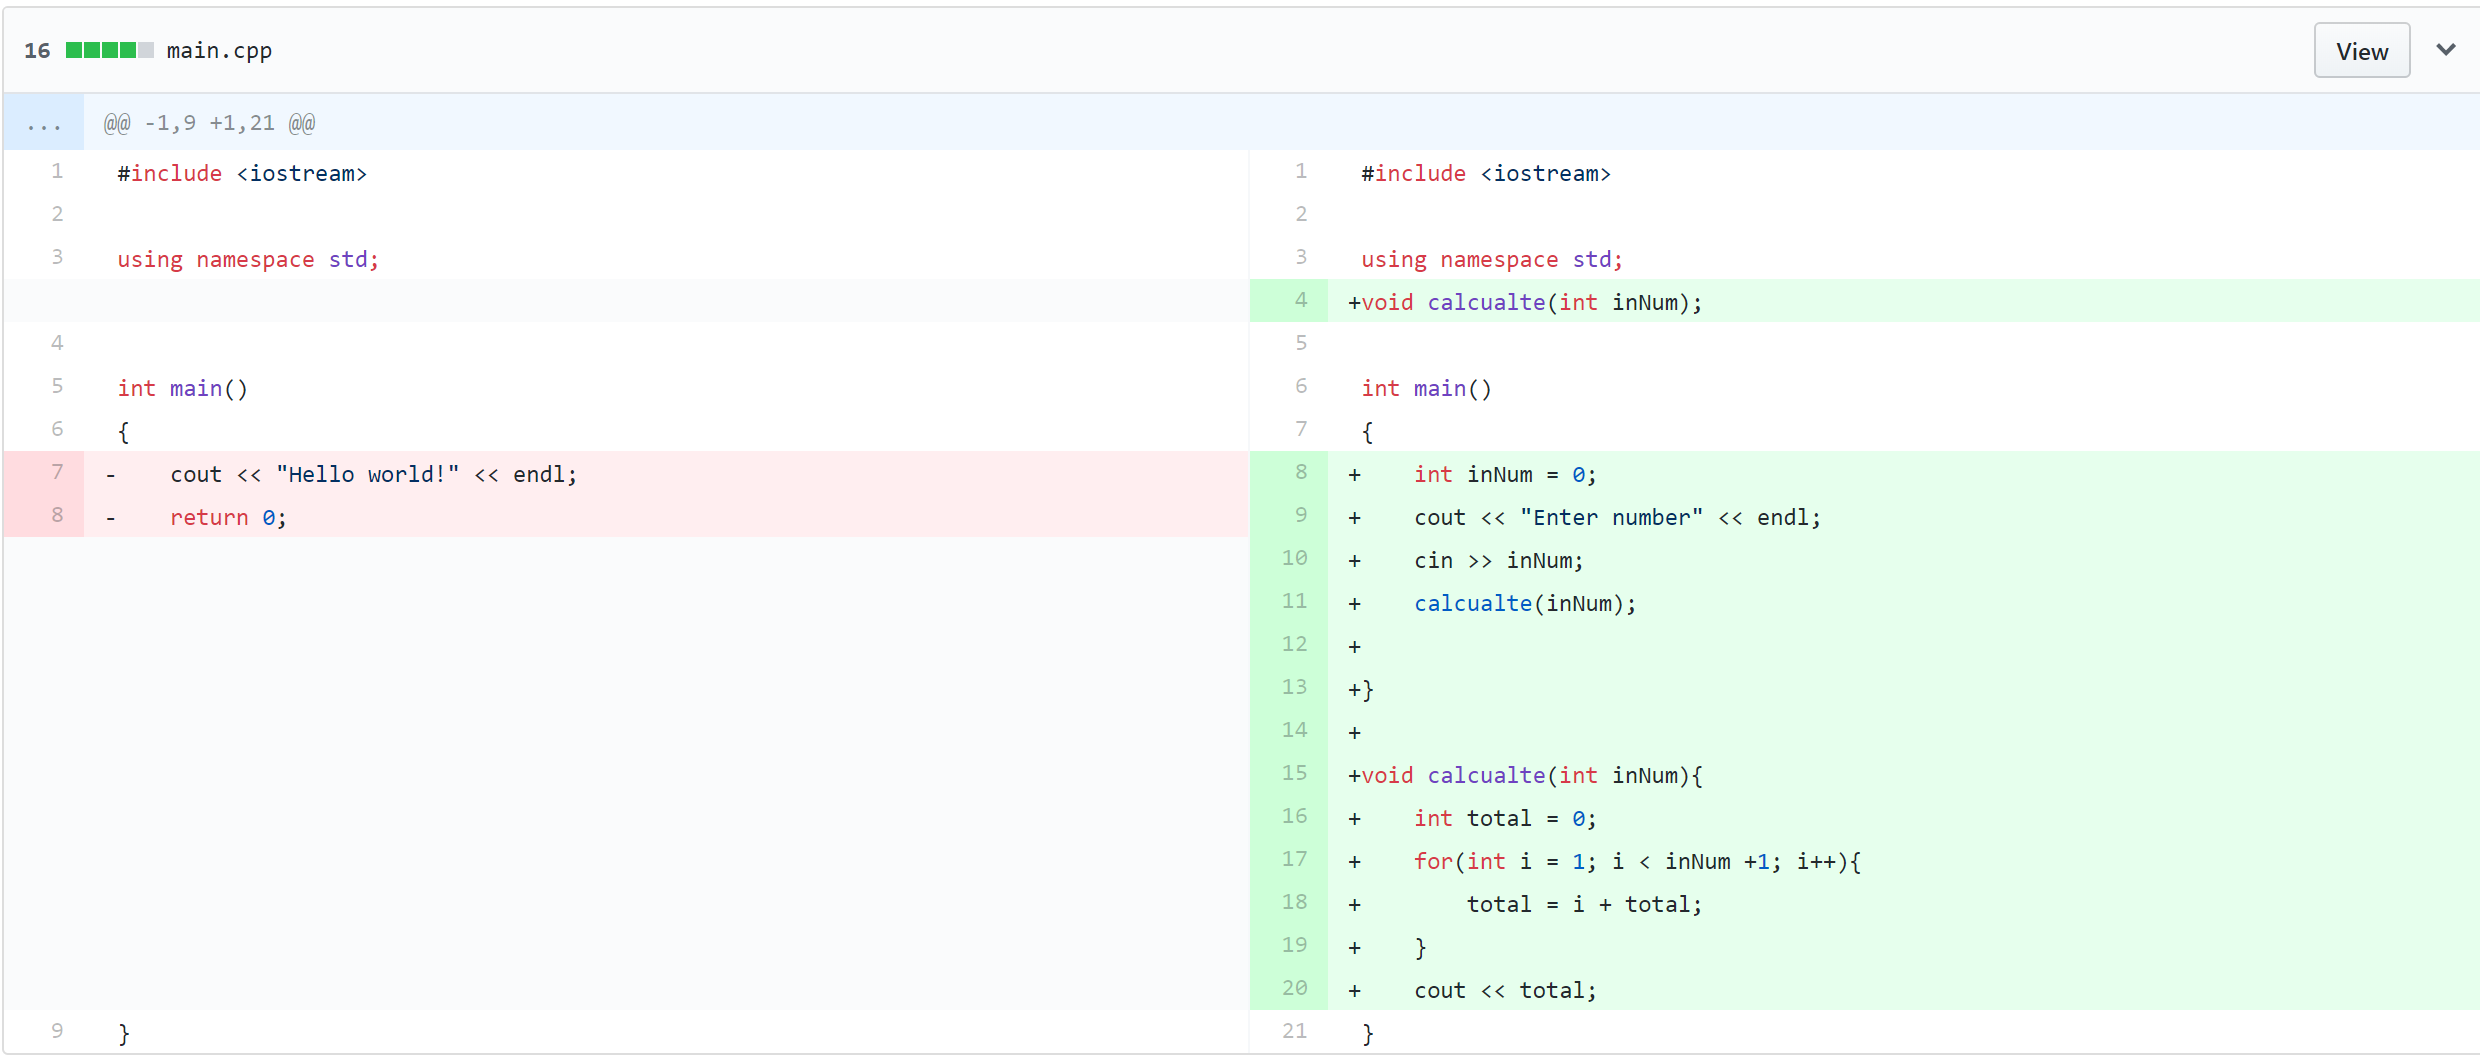 16 main.cpp View
... @@ -1,9 +1,21 @@
1 #include <iostream>
2
3 using namespace std;
4
5 int main()
6 {
7 -    cout << "Hello world!" << endl;
8 -    return 0;
9 }
1 #include <iostream>
2
3 using namespace std;
4 +void calcualte(int inNum);
5
6 int main()
7 {
8 +    int inNum = 0;
9 +    cout << "Enter number" << endl;
10 +    cin >> inNum;
11 +    calcualte(inNum);
12 +
13 +}
14 +
15 +void calcualte(int inNum){
16 +    int total = 0;
17 +    for(int i = 1; i < inNum +1; i++){
18 +        total = i + total;
19 +    }
20 +    cout << total;
21 }